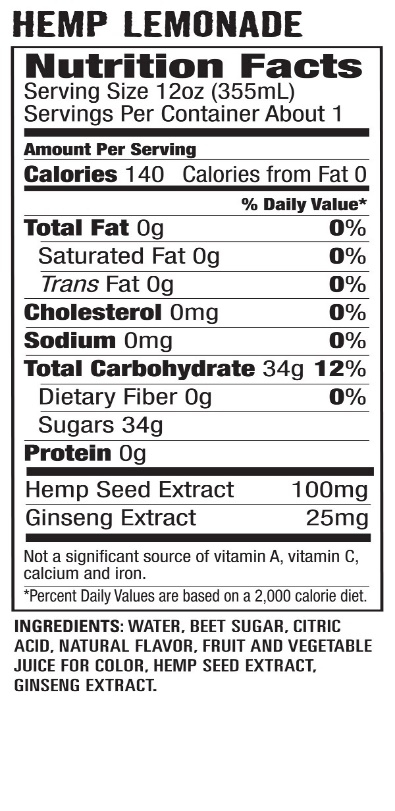 HEMP LEMONADE
Nutrition Facts
Serving Size 12oz (355mL)
Servings Per Container About 1
Amount Per Serving
Calories 140 Calories from Fat 0
% Daily Value*
Total Fat 0g 0%
Saturated Fat 0g 0%
Trans Fat 0g 0%
Cholesterol 0mg 0%
Sodium 0mg 0%
Total Carbohydrate 34g 12%
Dietary Fiber 0g 0%
Sugars 34g
Protein 0g
Hemp Seed Extract 100mg
Ginseng Extract 25mg
Not a significant source of vitamin A, vitamin C,
calcium and iron.
*Percent Daily Values are based on a 2,000 calorie diet.
INGREDIENTS: WATER, BEET SUGAR, CITRIC
ACID, NATURAL FLAVOR, FRUIT AND VEGETABLE
JUICE FOR COLOR, HEMP SEED EXTRACT,
GINSENG EXTRACT.